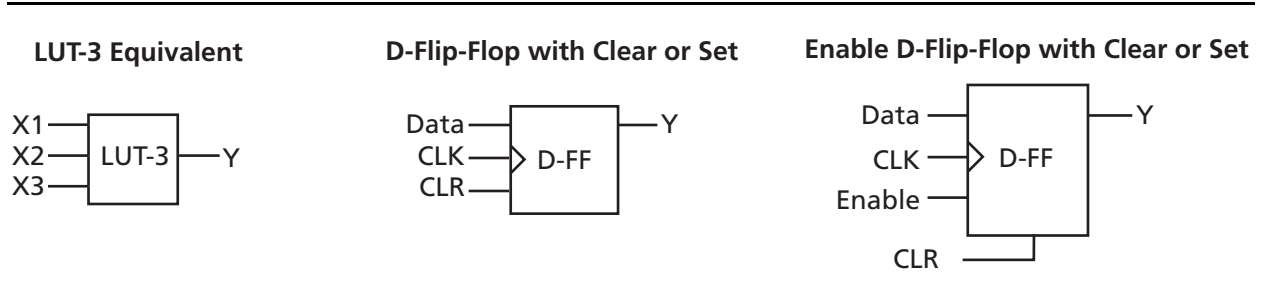 LUT-3 Equivalent
X1
X2
X3
LUT-3
Y
D-Flip-Flop with Clear or Set
Data
CLK
CLR
D-FF
Y
Enable D-Flip-Flop with Clear or Set
Data
CLK
Enable
CLR
D-FF
Y